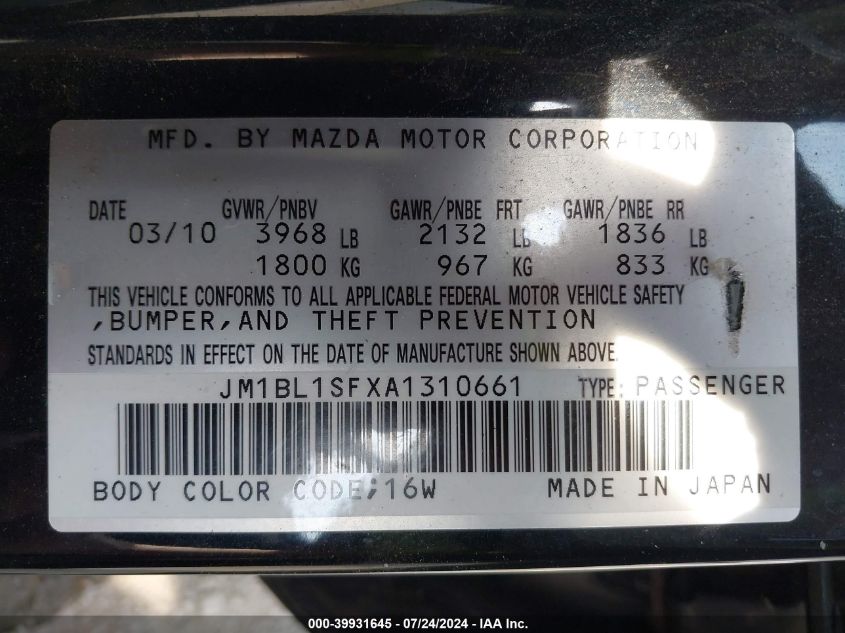 MFD. BY MAZDA MOTOR CORPORATION
DATE GVWR/PNBV GAWR/PNBE FRT GAWR/PNBE RR
03/10 3968 LB 2132 LB 1836 LB
1800 KG 967 KG 833 KG
THIS VEHICLE CONFORMS TO ALL APPLICABLE FEDERAL MOTOR VEHICLE SAFETY
,BUMPER,AND THEFT PREVENTION
STANDARDS IN EFFECT ON THE DATE OF MANUFACTURE SHOWN ABOVE.
JM1BL1SFXA1310661 TYPE: PASSENGER
BODY COLOR CODE;16W MADE IN JAPAN
000-39931645 / 07/24/2024 - IAA Inc.